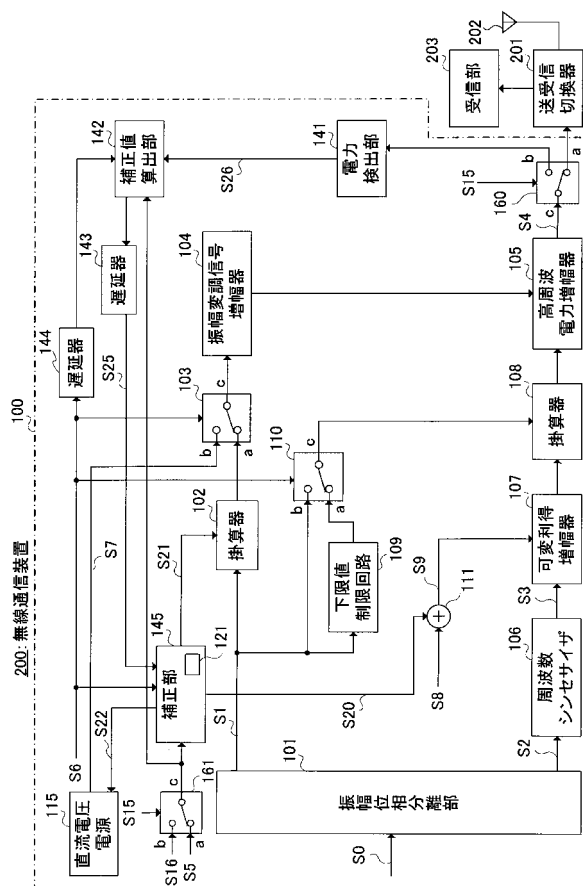 200: 無線通信装置
100
115
直流電圧
電源
S6
S22
S7
S25
144
遅延器
143
遅延器
142
補正値
算出部
S26
141
電力
検出部
203
受信部
202
201
送受信
切換器
S15
b
a
c
160
S4
104
振幅変調信号
増幅器
103
b
a
c
105
高周波
電力増幅器
S15
S16
S5
b
a
c
161
145
補正部
121
S21
102
掛算器
110
b
a
c
108
掛算器
S1
下限値
制限回路
109
S20
S9
S8
111
107
可変利得
増幅器
S3
106
周波数
シンセサイザ
S2
101
振幅位相分離部
S0